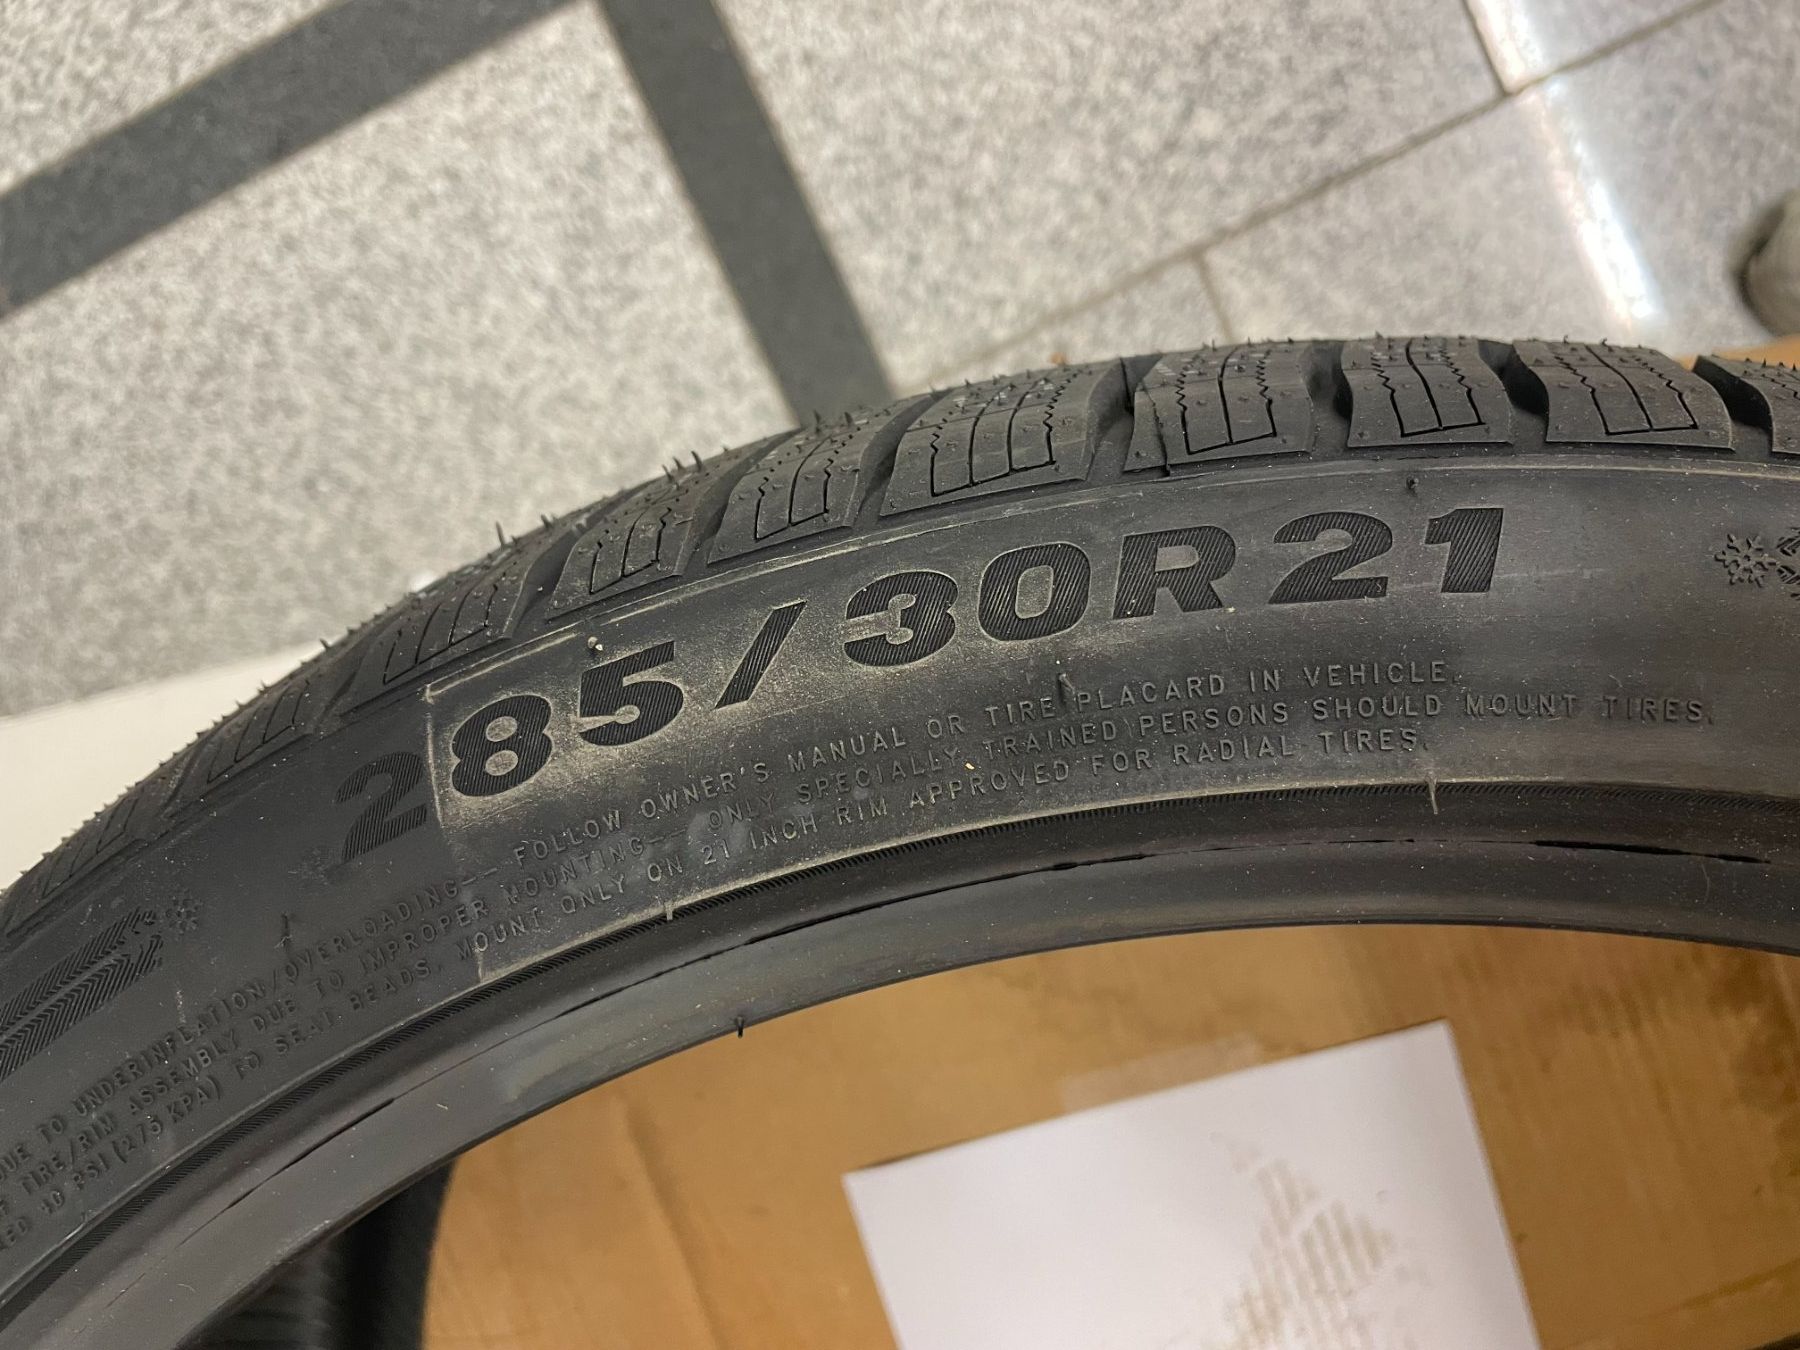 285/30R21
DUE TO UNDERINFLATION/OVERLOADING-- FOLLOW OWNER'S MANUAL OR TIRE PLACARD IN VEHICLE.
OF TIRE/RIM ASSEMBLY DUE TO IMPROPER MOUNTING-- ONLY SPECIALLY TRAINED PERSONS SHOULD MOUNT TIRES.
40 PSI (275 KPA) TO SEAT BEADS. MOUNT ONLY ON 21 INCH RIM APPROVED FOR RADIAL TIRES.